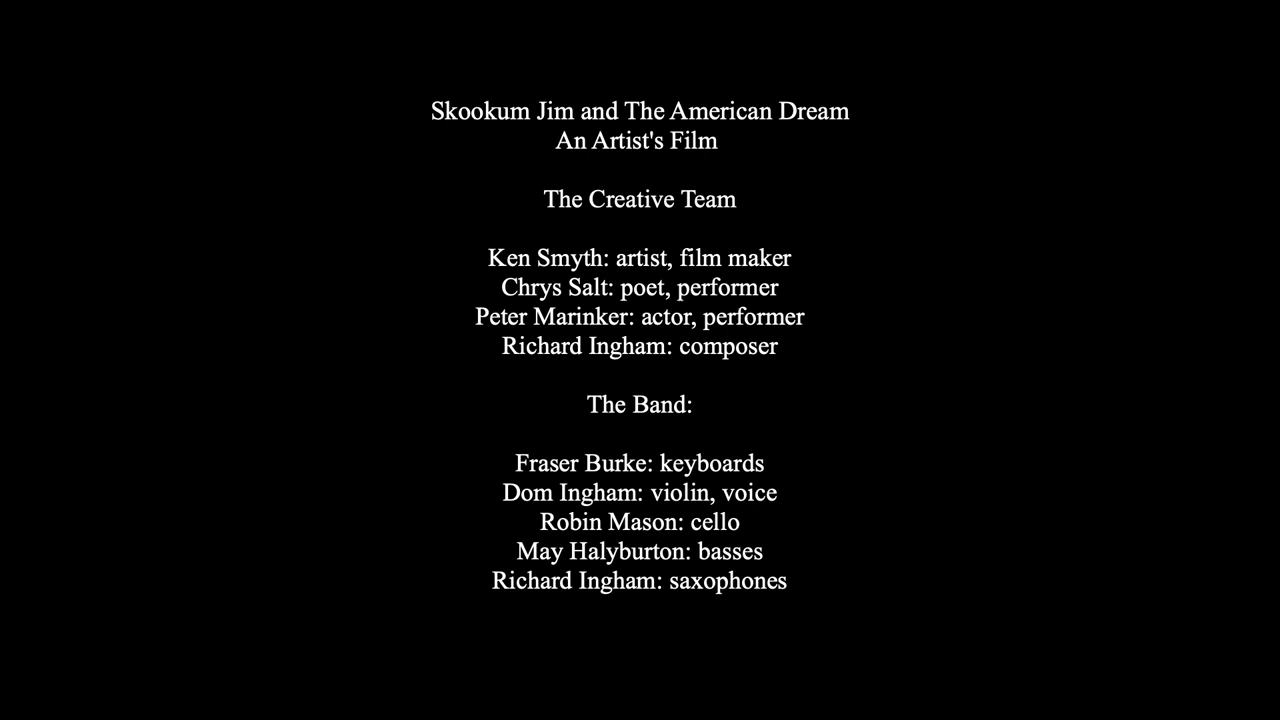 Skookum Jim and The American Dream
An Artist's Film
The Creative Team
Ken Smyth: artist, film maker
Chrys Salt: poet, performer
Peter Marinker: actor, performer
Richard Ingham: composer
The Band:
Fraser Burke: keyboards
Dom Ingham: violin, voice
Robin Mason: cello
May Halyburton: basses
Richard Ingham: saxophones